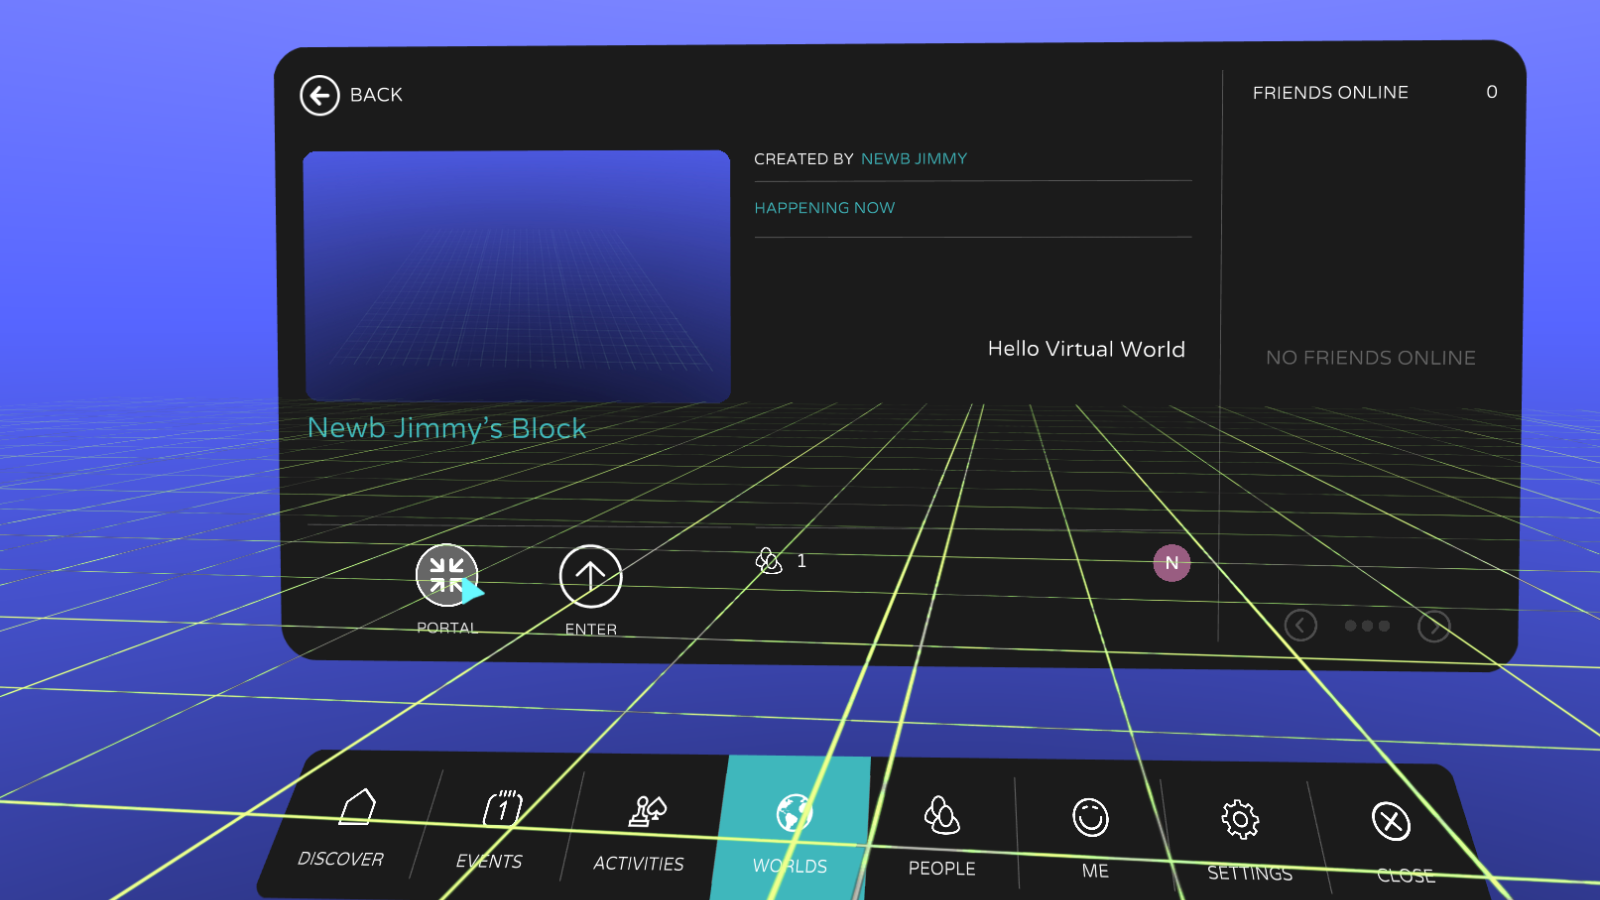 BACK
FRIENDS ONLINE 0
CREATED BY NEWB JIMMY
HAPPENING NOW
Hello Virtual World
NO FRIENDS ONLINE
Newb Jimmy's Block
1
N
PORTAL
ENTER
1
DISCOVER
EVENTS
ACTIVITIES
WORLDS
PEOPLE
ME
SETTINGS
CLOSE